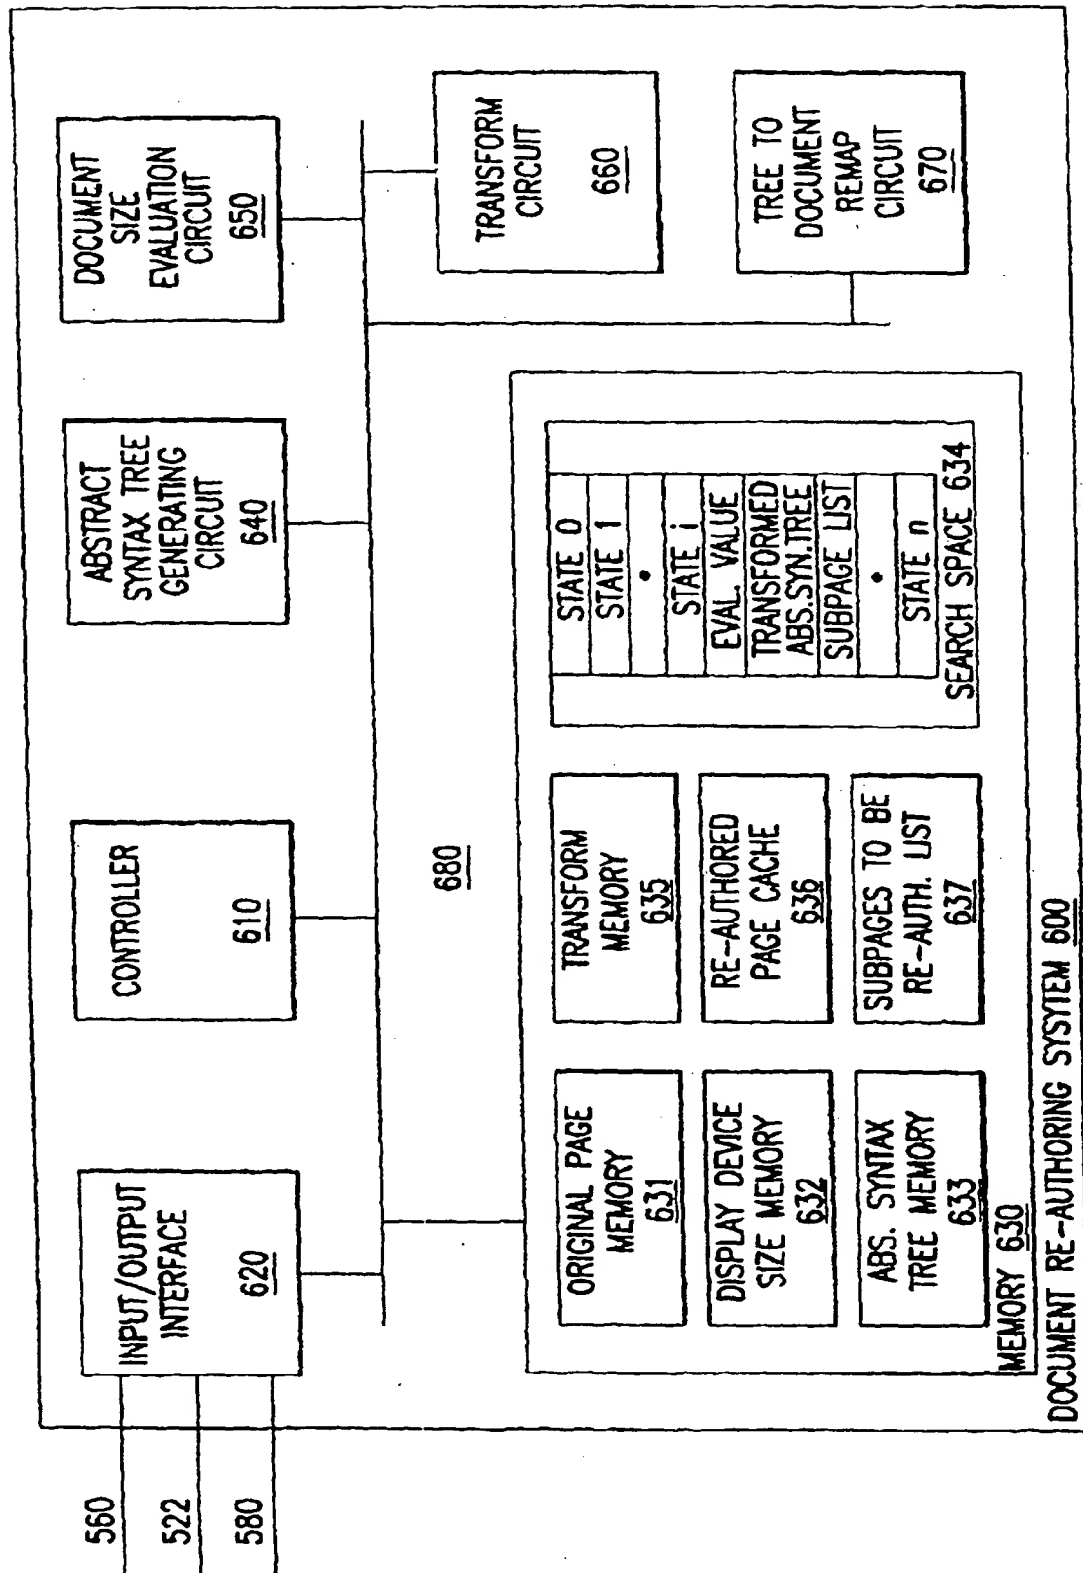 560
522
580
INPUT/OUTPUT
INTERFACE
620
CONTROLLER
610
ABSTRACT
SYNTAX TREE
GENERATING
CIRCUIT
640
DOCUMENT
SIZE
EVALUATION
CIRCUIT
650
680
TRANSFORM
CIRCUIT
660
TREE TO
DOCUMENT
REMAP
CIRCUIT
670
ORIGINAL PAGE
MEMORY
631
DISPLAY DEVICE
SIZE MEMORY
632
ABS. SYNTAX
TREE MEMORY
633
TRANSFORM
MEMORY
635
RE-AUTHORED
PAGE CACHE
636
SUBPAGES TO BE
RE-AUTH. LIST
637
STATE 0
STATE 1
•
STATE i
EVAL. VALUE
TRANSFORMED
ABS.SYN.TREE
SUBPAGE LIST
•
STATE n
SEARCH SPACE 634
MEMORY 630
DOCUMENT RE-AUTHORING SYSYTEM 600